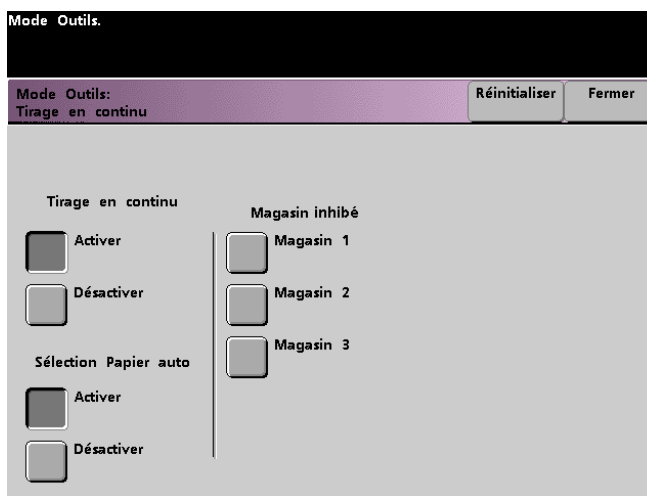 Mode Outils.
Mode Outils:
Tirage en continu
Réinitialiser
Fermer
Tirage en continu
Activer
Désactiver
Sélection Papier auto
Activer
Désactiver
Magasin inhibé
Magasin 1
Magasin 2
Magasin 3